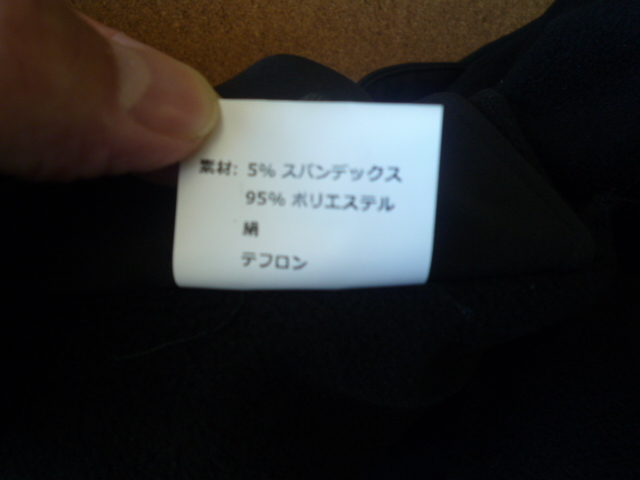 素材: 5% スパンデックス
95% ポリエステル
絹
テフロン